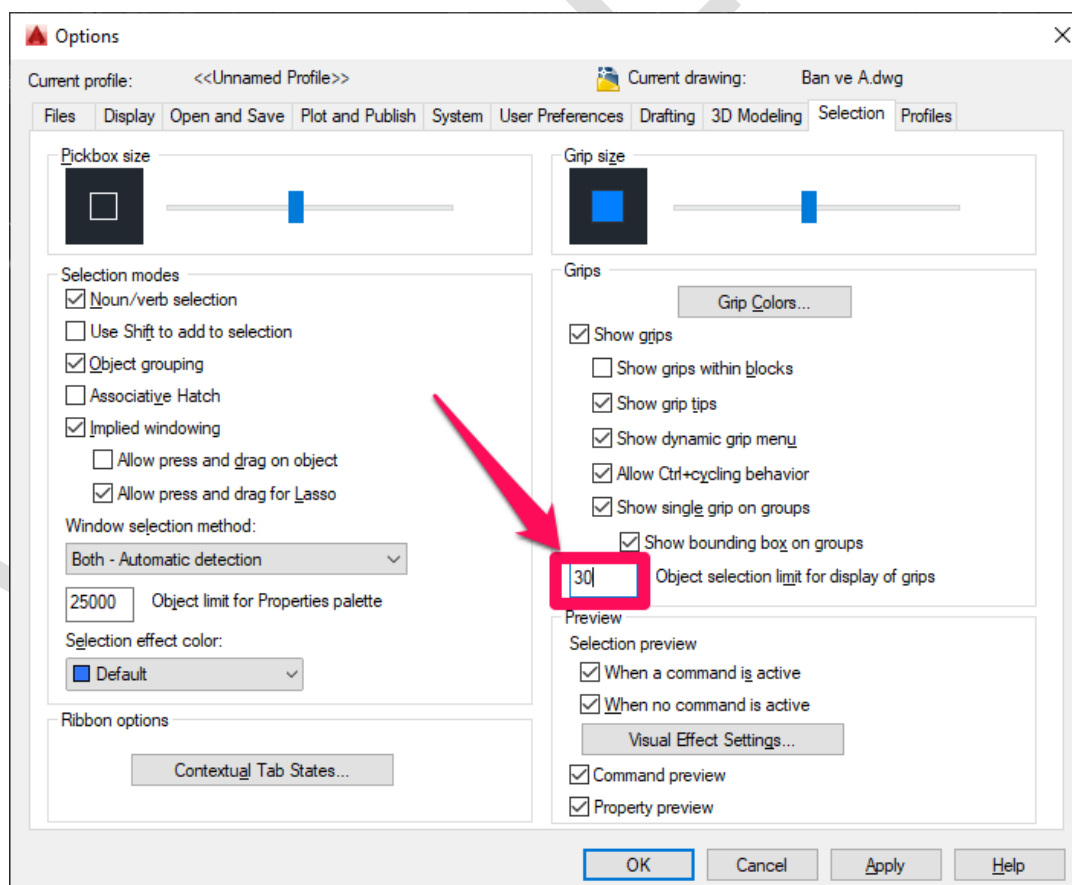 Options
Current profile: <<Unnamed Profile>> Current drawing: Ban ve A.dwg
Files Display Open and Save Plot and Publish System User Preferences Drafting 3D Modeling Selection Profiles
Pickbox size
Grip size
Selection modes
Noun/verb selection
Use Shift to add to selection
Object grouping
Associative Hatch
Implied windowing
Allow press and drag on object
Allow press and drag for Lasso
Window selection method:
Both - Automatic detection
25000 Object limit for Properties palette
Selection effect color:
Default
Ribbon options
Contextual Tab States...
Grips
Grip Colors...
Show grips
Show grips within blocks
Show grip tips
Show dynamic grip menu
Allow Ctrl+cycling behavior
Show single grip on groups
Show bounding box on groups
30 Object selection limit for display of grips
Preview
Selection preview
When a command is active
When no command is active
Visual Effect Settings...
Command preview
Property preview
OK Cancel Apply Help